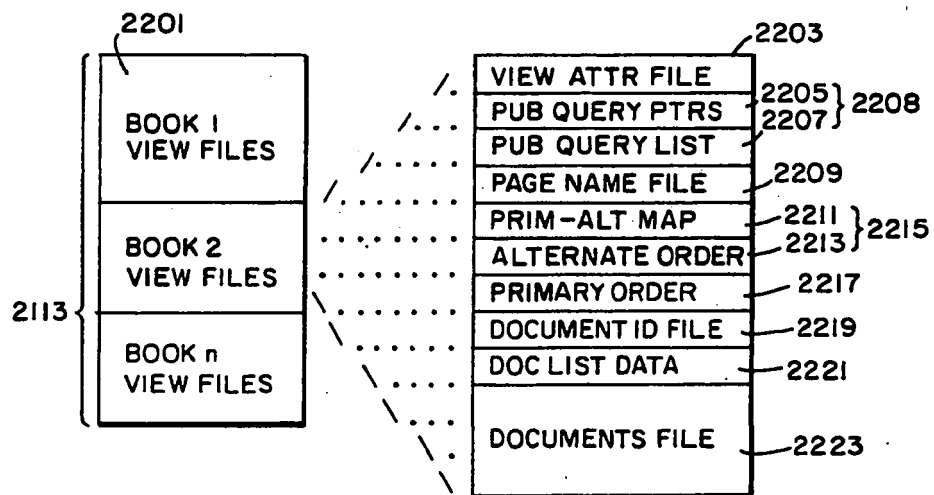 2201
BOOK 1
VIEW FILES
BOOK 2
VIEW FILES
BOOK n
VIEW FILES
2113
2203
VIEW ATTR FILE
PUB QUERY PTRS 2205
2208
PUB QUERY LIST 2207
PAGE NAME FILE 2209
PRIM-ALT MAP 2211
2215
ALTERNATE ORDER 2213
PRIMARY ORDER 2217
DOCUMENT ID FILE 2219
DOC LIST DATA 2221
DOCUMENTS FILE 2223